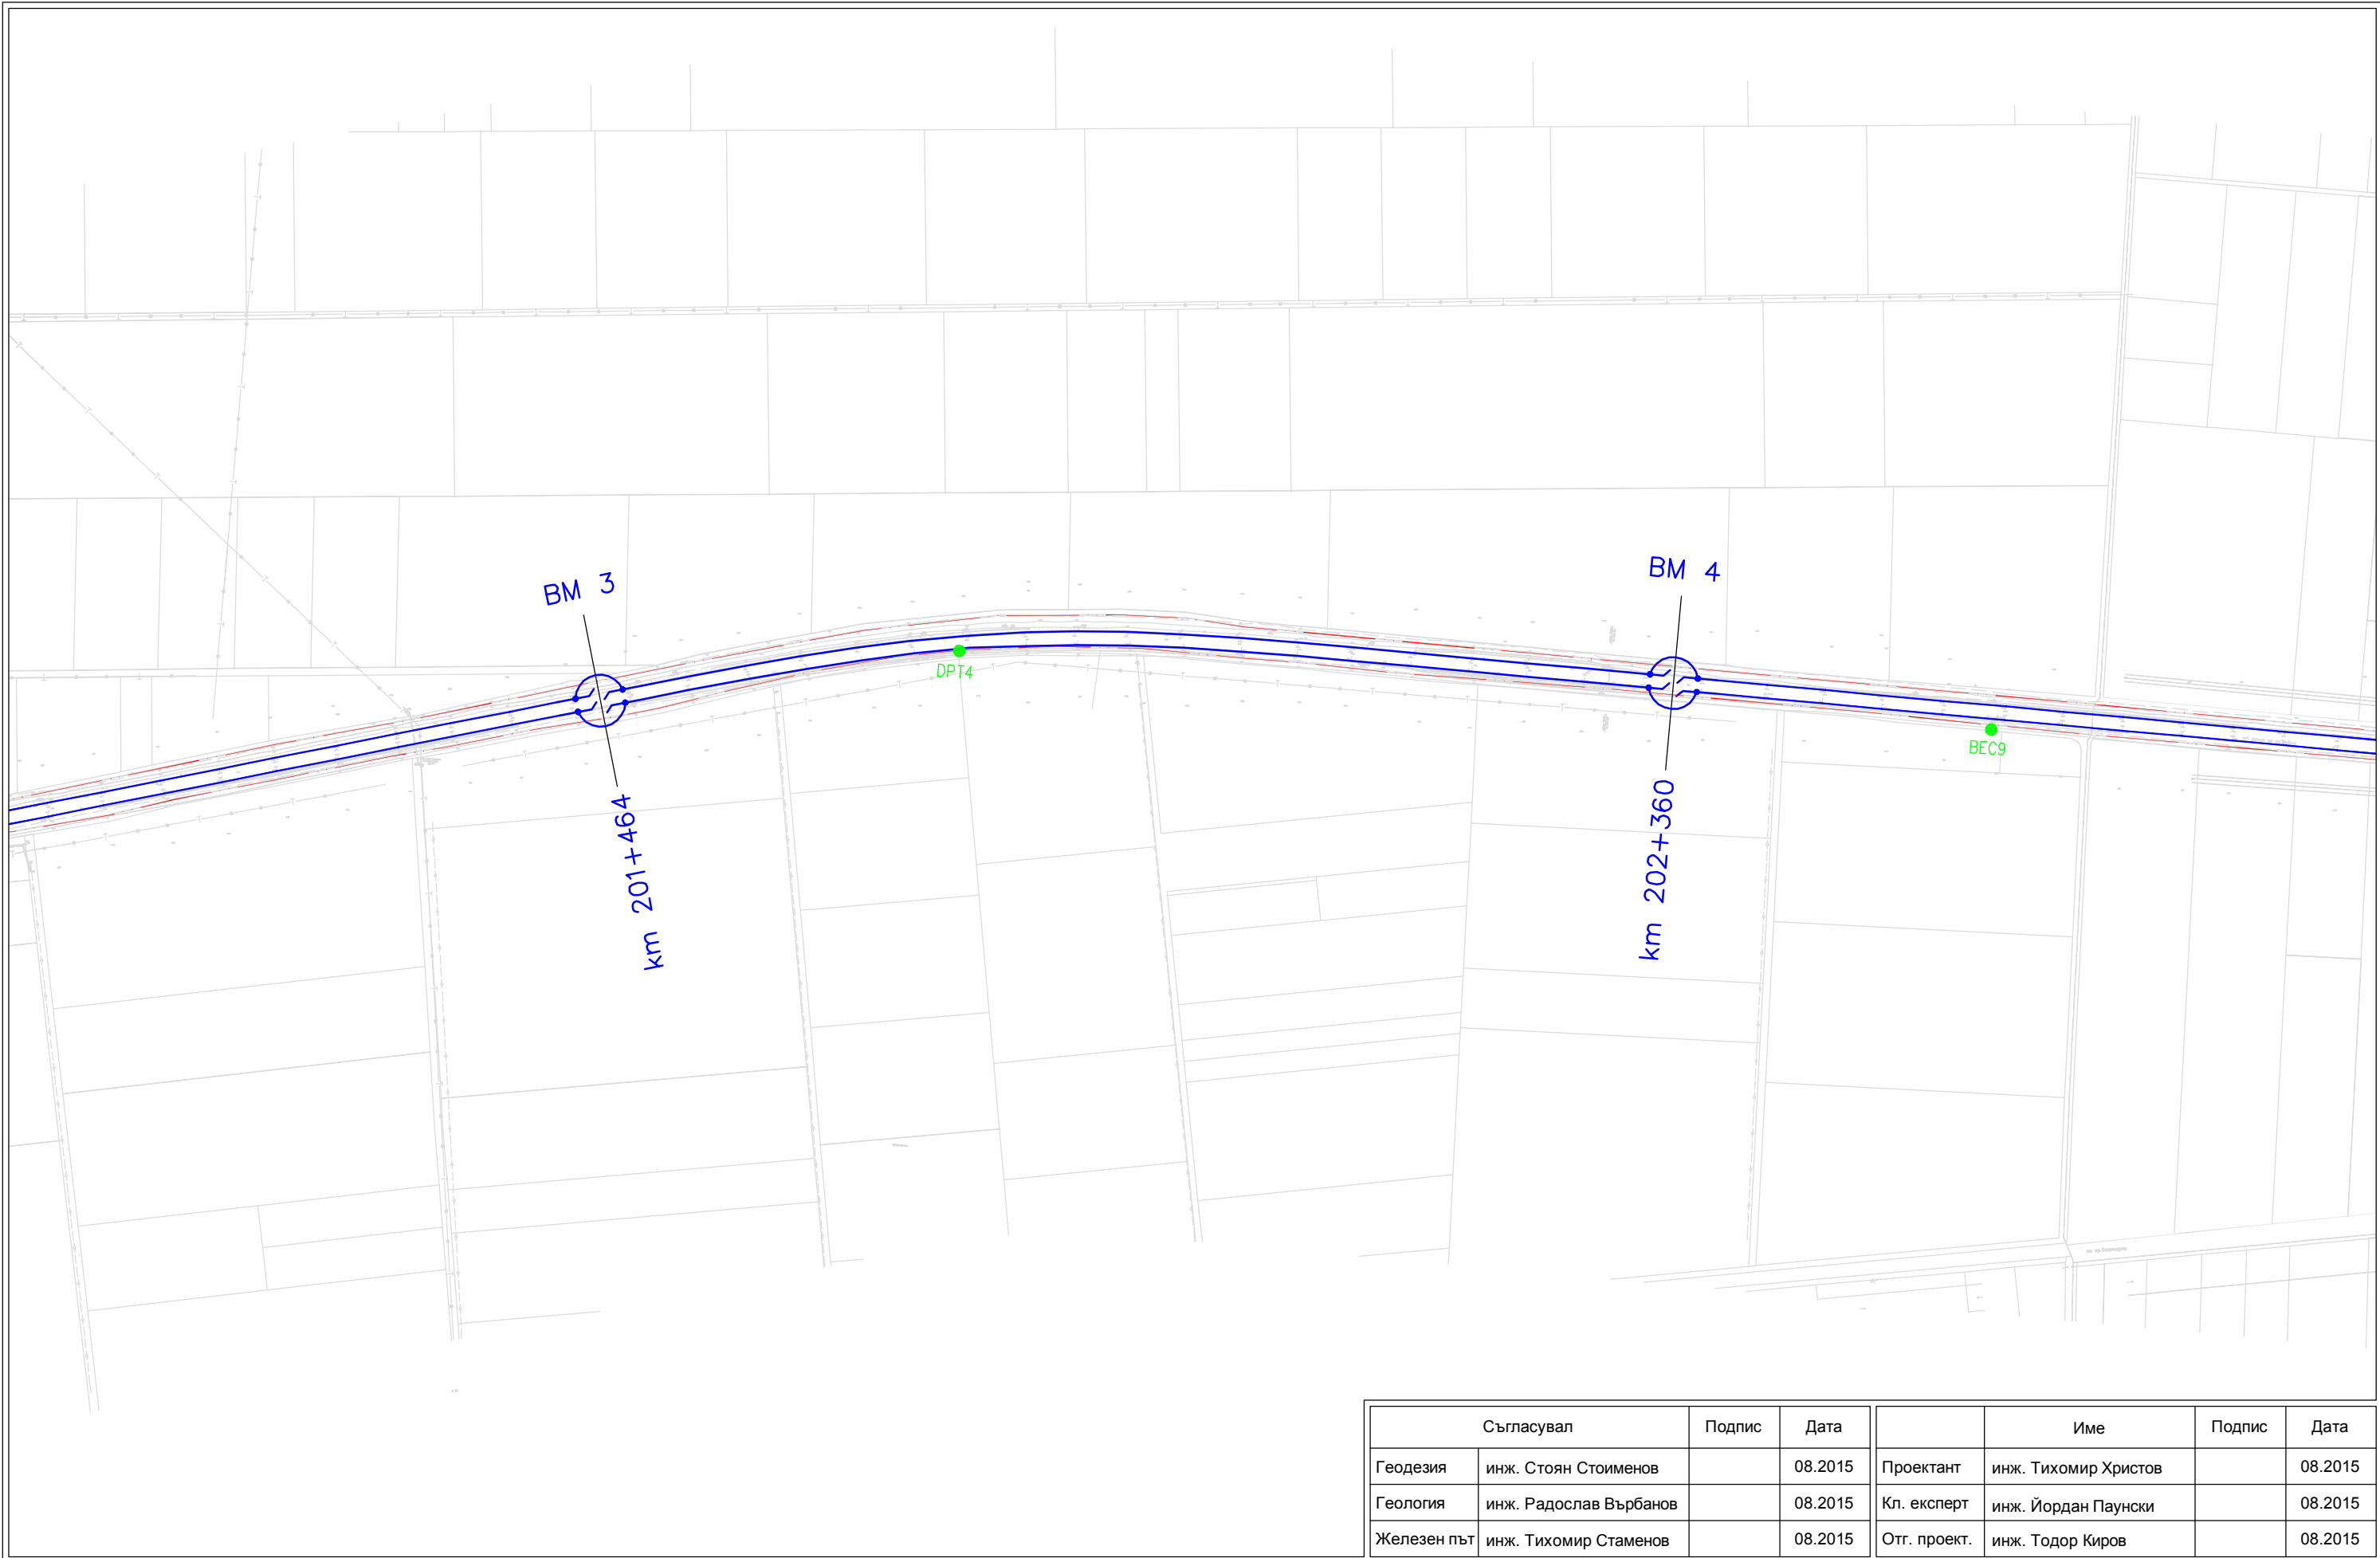 BM 3
BM 4
DPT4
BEC9
km 201+464
km 202+360
Съгласувал Подпис Дата
Геодезия инж. Стоян Стоименов 08.2015
Геология инж. Радослав Върбанов 08.2015
Железен път инж. Тихомир Стаменов 08.2015
Име Подпис Дата
Проектант инж. Тихомир Христов 08.2015
Кл. експерт инж. Йордан Паунски 08.2015
Отг. проект. инж. Тодор Киров 08.2015